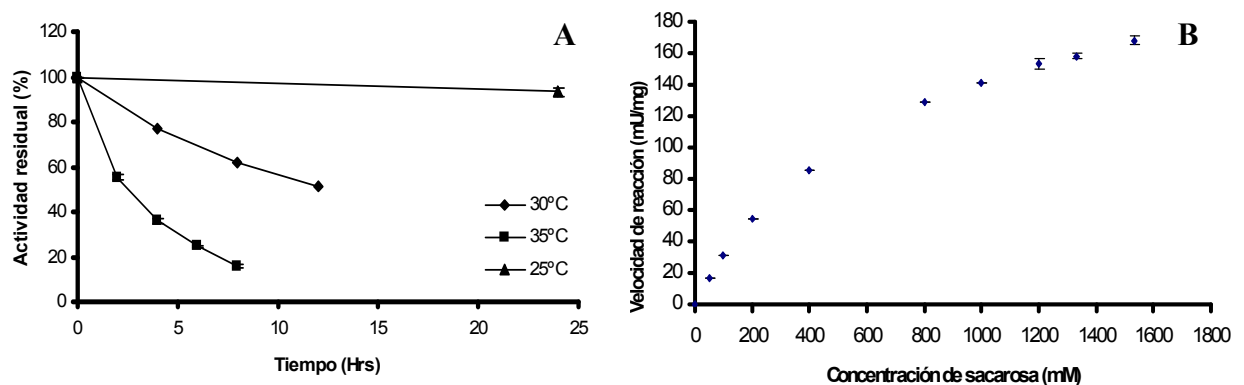 A
Actividad residual (%)
120
100
80
60
40
20
0
0 5 10 15 20 25
Tiempo (Hrs)
30ºC
35ºC
25ºC
B
Velocidad de reacción (mU/mg)
180
160
140
120
100
80
60
40
20
0
0 200 400 600 800 1000 1200 1400 1600 1800
Concentración de sacarosa (mM)